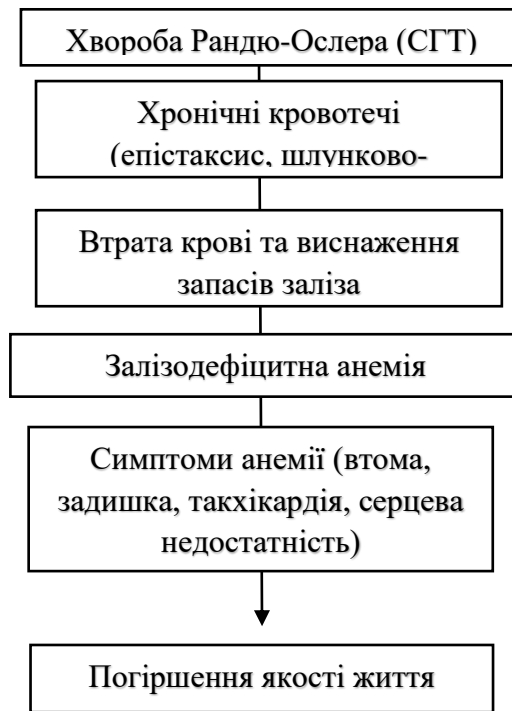 Хвороба Рандю-Ослера (СГТ)
Хронічні кровотечі
(епістаксис, шлунково-
Втрата крові та виснаження
запасів заліза
Залізодефіцитна анемія
Симптоми анемії (втома,
задишка, такхікардія, серцева
недостатність)
Погіршення якості життя